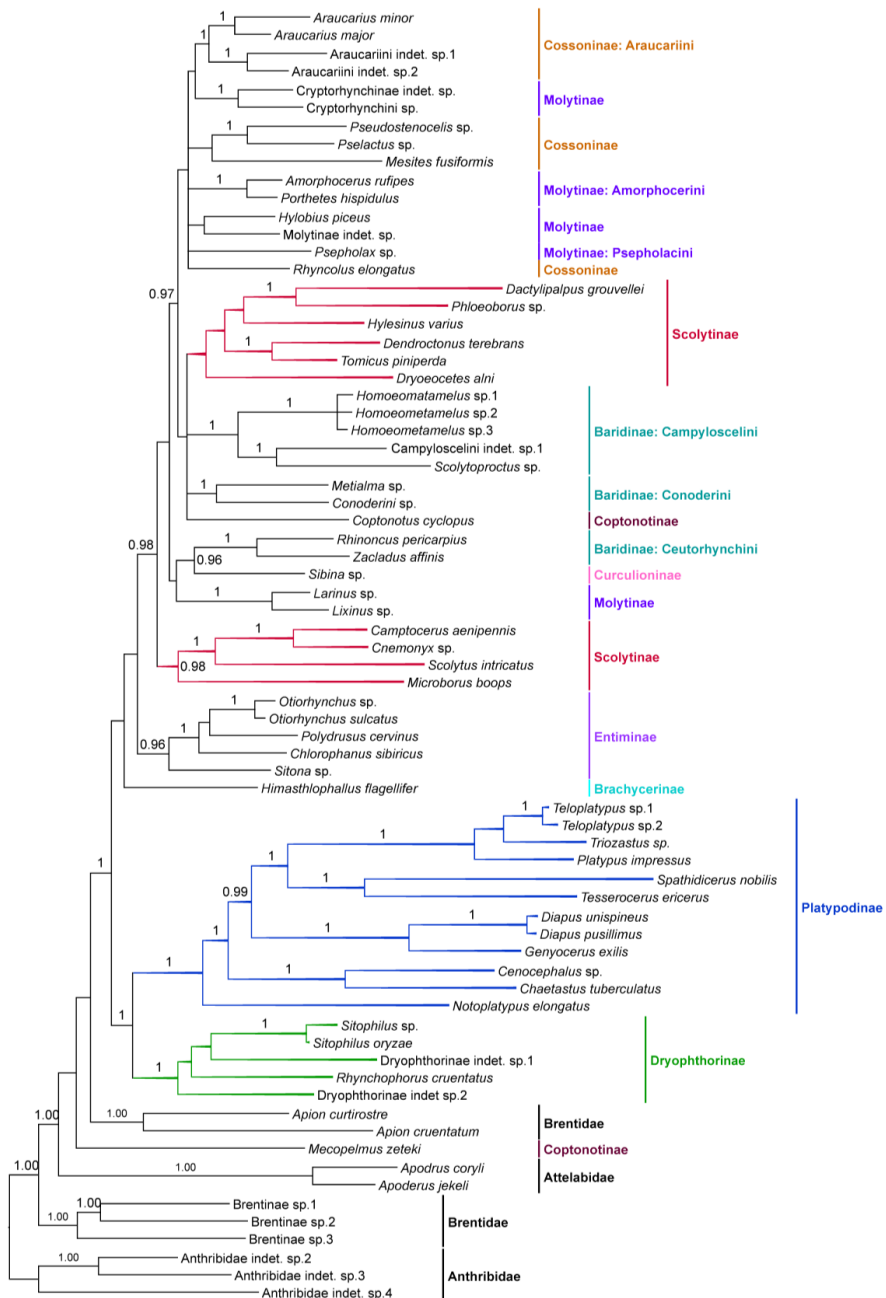 1
Araucarius minor
Araucarius major
1
1
Araucariini indet. sp.1
Araucariini indet. sp.2
Cossoninae: Araucariini
Cryptorhynchinae indet. sp.
1
Cryptorhynchini sp.
Molytinae
1
Pseudostenocelis sp.
Pselactus sp.
Mesites fusiformis
Cossoninae
1
Amorphocerus rufipes
Porthetes hispidulus
Molytinae: Amorphocerini
Hylobius piceus
Molytinae indet. sp.
Molytinae
Psepholax sp.
Molytinae: Psepholacini
Rhyncolus elongatus
Cossoninae
0.97
1
Dactylipalpus grouvellei
Phloeoborus sp.
Hylesinus varius
1
Dendroctonus terebrans
Tomicus piniperda
Dryoecetes alni
Scolytinae
1
Homoeomatamelus sp.1
Homoeometamelus sp.2
Homoeometamelus sp.3
1
1
Campyloscelini indet. sp.1
Scolytoproctus sp.
Baridinae: Campyloscelini
1
Metialma sp.
Conoderini sp.
Baridinae: Conoderini
Coptonotus cyclopus
Coptonotinae
0.98
1
Rhinoncus pericarpius
0.96
Zacladus affinis
Baridinae: Ceutorhynchini
Sibina sp.
Curculioninae
1
Larinus sp.
Lixinus sp.
Molytinae
1
1
Camptocerus aenipennis
Cnemonyx sp.
0.98
Scolytus intricatus
Microborus boops
Scolytinae
1
Otiorhynchus sp.
Otiorhynchus sulcatus
1
Polydrusus cervinus
Chlorophanus sibiricus
0.96
Sitona sp.
Entiminae
Himasthlophallus flagellifer
Brachycerinae
1
Teloplatypus sp.1
Teloplatypus sp.2
1
Triozastus sp.
Platypus impressus
1
1
Spathidicerus nobilis
Tesserocerus ericerus
0.99
1
1
Diapus unispineus
Diapus pusillimus
Genyocerus exilis
1
1
Cenocephalus sp.
Chaetastus tuberculatus
1
Notoplatypus elongatus
Platypodinae
1
1
1
Sitophilus sp.
Sitophilus oryzae
1
Dryophthorinae indet. sp.1
Rhynchophorus cruentatus
Dryophthorinae indet sp.2
Dryophthorinae
1.00
1.00
Apion curtirostre
Apion cruentatum
Brentidae
Mecopelmus zeteki
Coptonotinae
1.00
1.00
Apodrus coryli
Apoderus jekeli
Attelabidae
1.00
1.00
Brentinae sp.1
Brentinae sp.2
Brentinae sp.3
Brentidae
1.00
Anthribidae indet. sp.2
Anthribidae indet. sp.3
Anthribidae indet. sp.4
Anthribidae